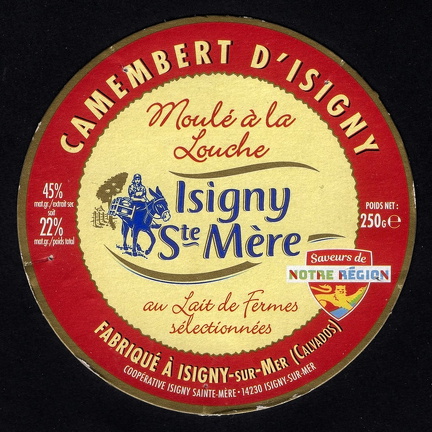 CAMEMBERT D'ISIGNY
Moulé à la
Louche
45%
mat.gr./extrait sec
soit
22%
mat.gr./poids total
Isigny
Ste Mère
POIDS NET :
250G e
Saveurs de
NOTRE RÉGION
au Lait de Fermes
sélectionnées
FABRIQUÉ À ISIGNY-SUR-MER (CALVADOS)
COOPÉRATIVE ISIGNY SAINTE-MÈRE - 14230 ISIGNY-SUR-MER